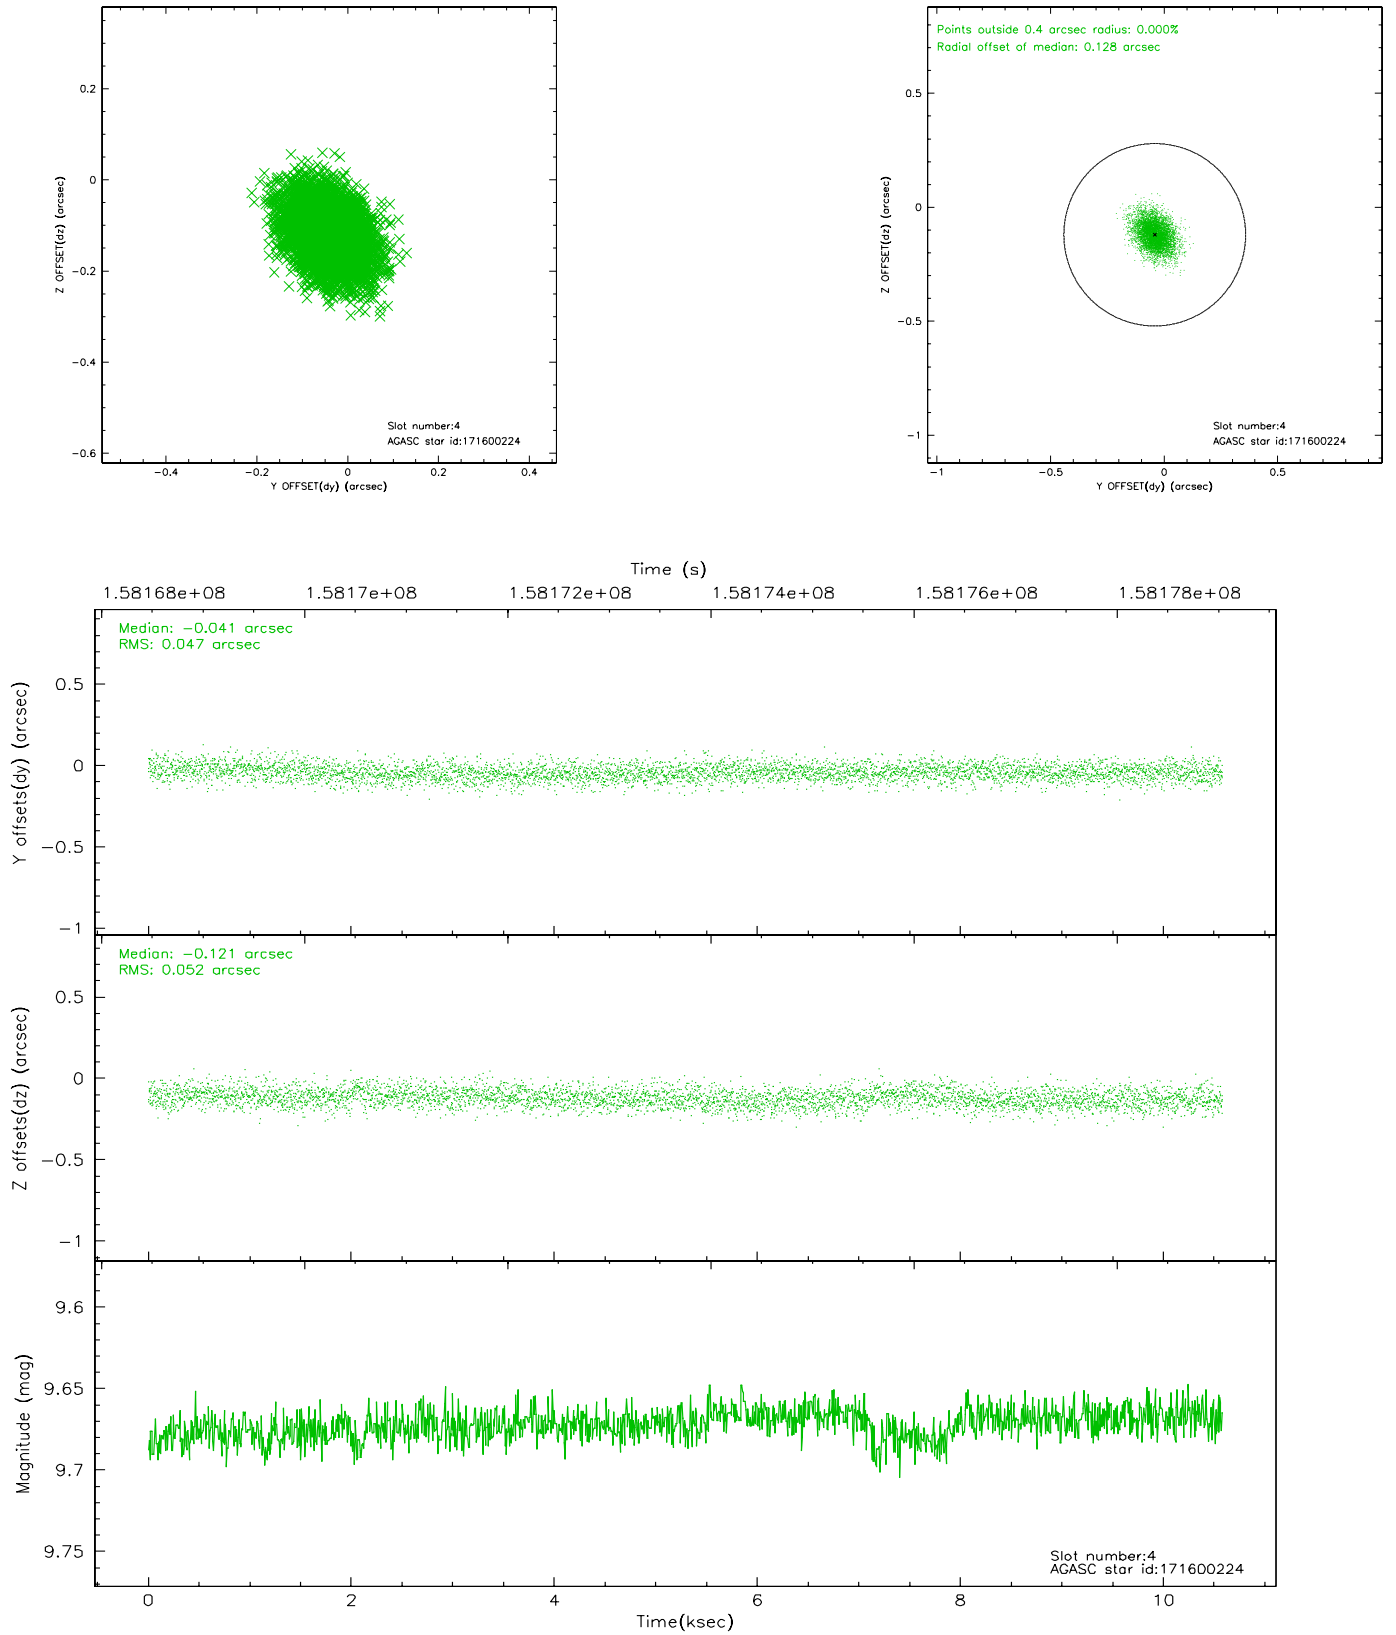 0.2
0
-0.2
-0.4
-0.6
Z OFFSET(dz) (arcsec)
Slot number:4
AGASC star id:171600224
-0.4 -0.2 0 0.2 0.4
Y OFFSET(dy) (arcsec)
Points outside 0.4 arcsec radius: 0.000%
Radial offset of median: 0.128 arcsec
0.5
0
-0.5
-1
Z OFFSET(dz) (arcsec)
Slot number:4
AGASC star id:171600224
-1 -0.5 0 0.5
Y OFFSET(dy) (arcsec)
Time (s)
1.58168e+08 1.5817e+08 1.58172e+08 1.58174e+08 1.58176e+08 1.58178e+08
Median: -0.041 arcsec
RMS: 0.047 arcsec
0.5
0
-0.5
-1
Y offsets(dy) (arcsec)
Median: -0.121 arcsec
RMS: 0.052 arcsec
0.5
0
-0.5
-1
Z offsets(dz) (arcsec)
9.6
9.65
9.7
9.75
Magnitude (mag)
Slot number:4
AGASC star id:171600224
0 2 4 6 8 10
Time(ksec)